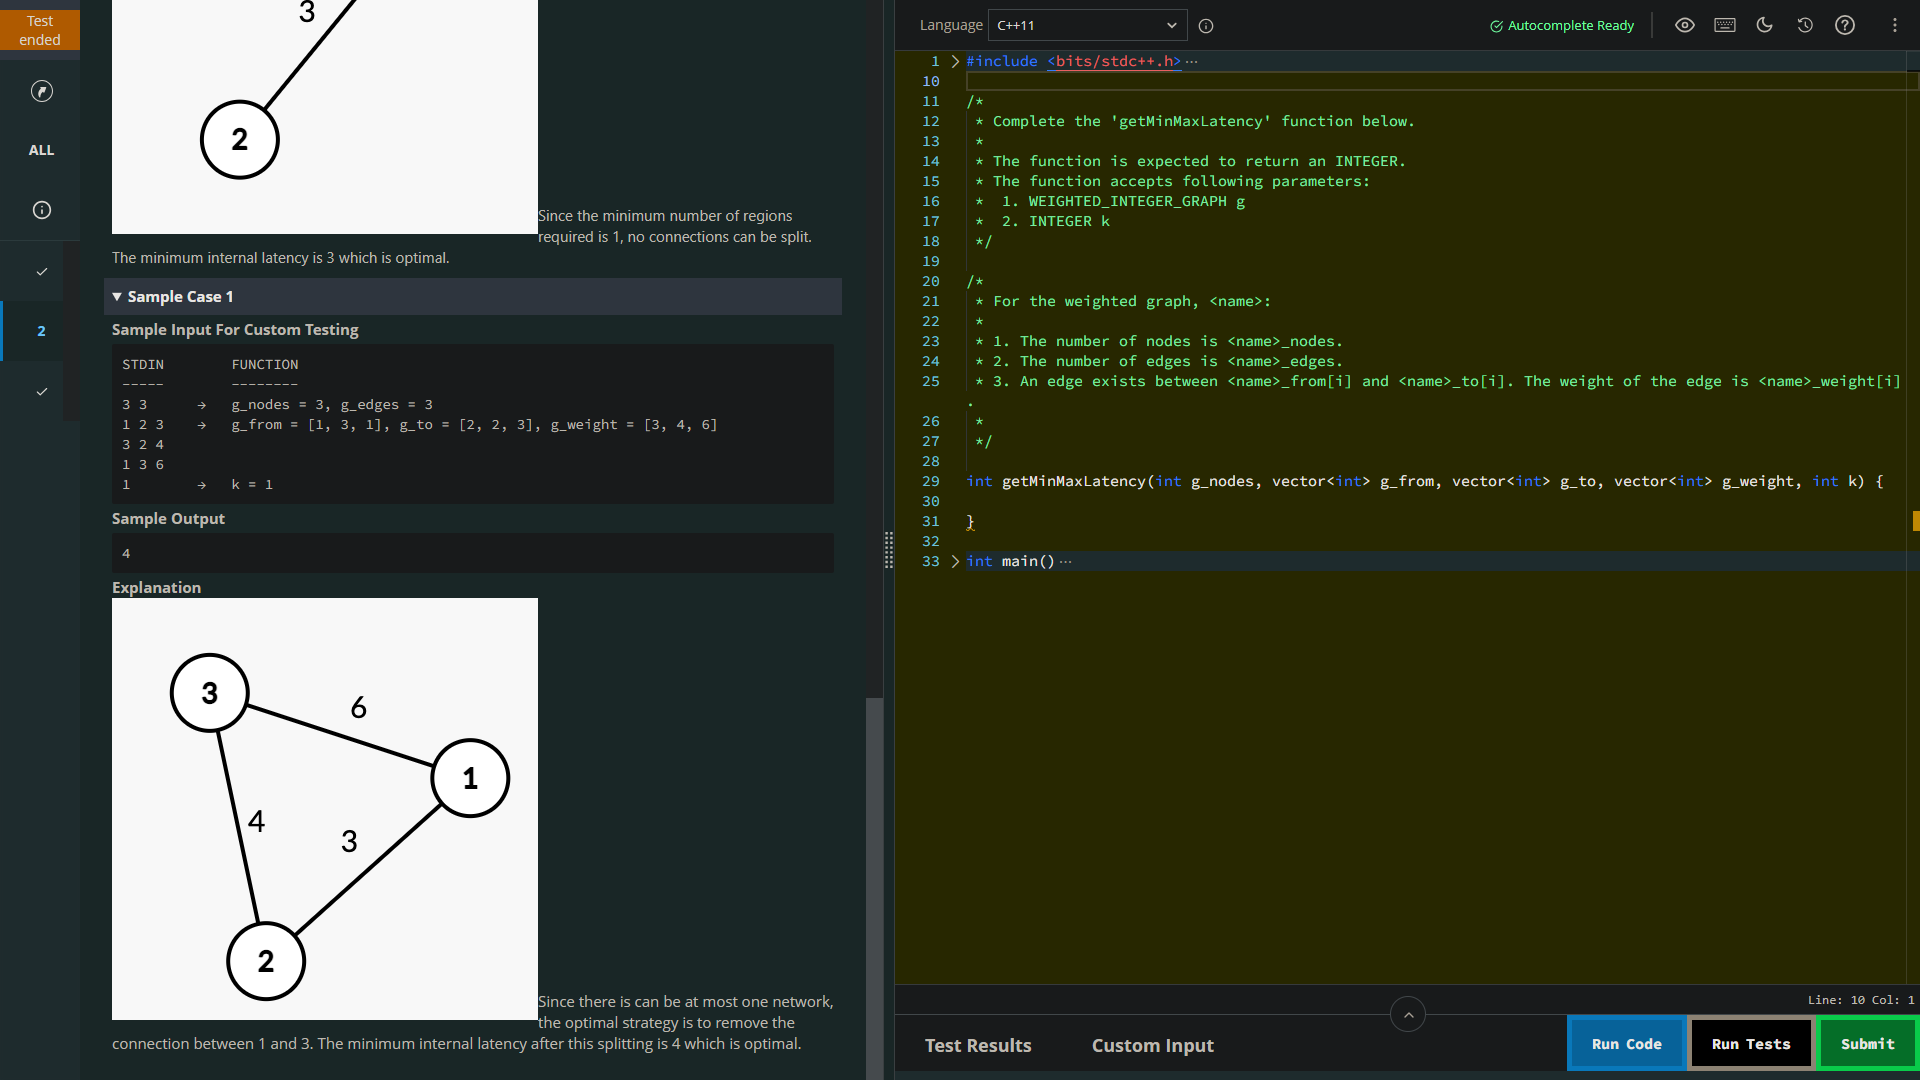 Test
ended
ALL
2
3
2
Since the minimum number of regions
required is 1, no connections can be split.
The minimum internal latency is 3 which is optimal.
▼ Sample Case 1
Sample Input For Custom Testing
STDIN FUNCTION
----- --------
3 3 → g_nodes = 3, g_edges = 3
1 2 3 → g_from = [1, 3, 1], g_to = [2, 2, 3], g_weight = [3, 4, 6]
3 2 4
1 3 6
1 → k = 1
Sample Output
4
Explanation
3
6
1
4
3
2
Since there is can be at most one network,
the optimal strategy is to remove the
connection between 1 and 3. The minimum internal latency after this splitting is 4 which is optimal.
Language C++11
Autocomplete Ready
1 #include <bits/stdc++.h> ···
10
11 /*
12 * Complete the 'getMinMaxLatency' function below.
13 *
14 * The function is expected to return an INTEGER.
15 * The function accepts following parameters:
16 * 1. WEIGHTED_INTEGER_GRAPH g
17 * 2. INTEGER k
18 */
19
20 /*
21 * For the weighted graph, <name>:
22 *
23 * 1. The number of nodes is <name>_nodes.
24 * 2. The number of edges is <name>_edges.
25 * 3. An edge exists between <name>_from[i] and <name>_to[i]. The weight of the edge is <name>_weight[i]
.
26 *
27 */
28
29 int getMinMaxLatency(int g_nodes, vector<int> g_from, vector<int> g_to, vector<int> g_weight, int k) {
30
31 }
32
33 int main() ···
Line: 10 Col: 1
Test Results
Custom Input
Run Code
Run Tests
Submit